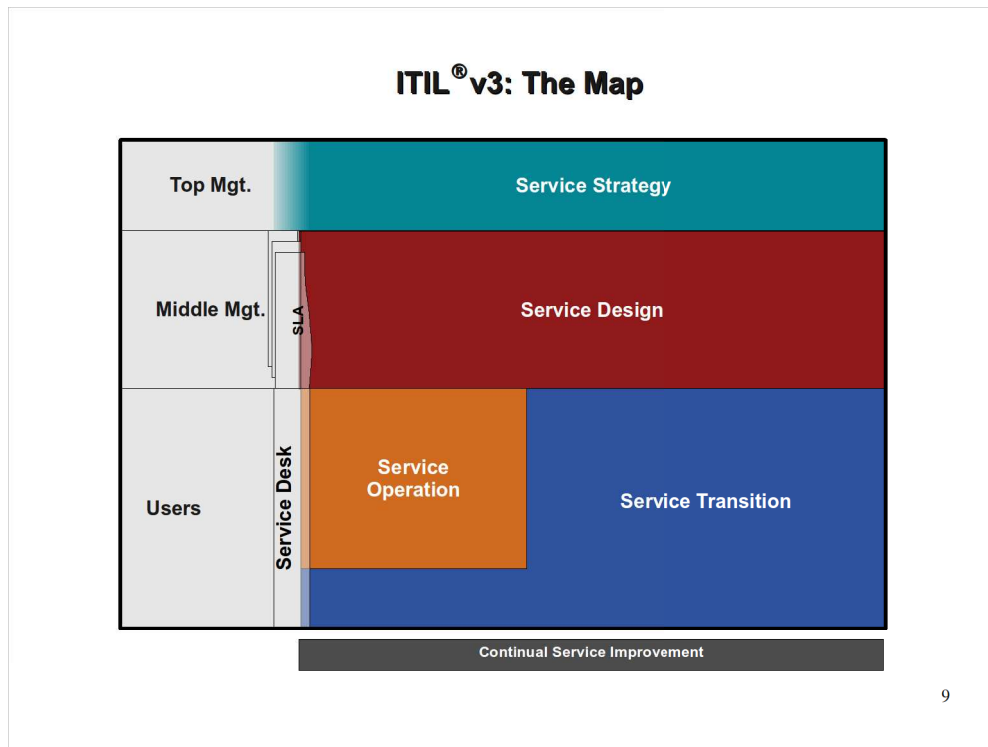 ITIL® v3: The Map
Top Mgt.
Service Strategy
Middle Mgt.
SLA
Service Design
Users
Service Desk
Service
Operation
Service Transition
Continual Service Improvement
9